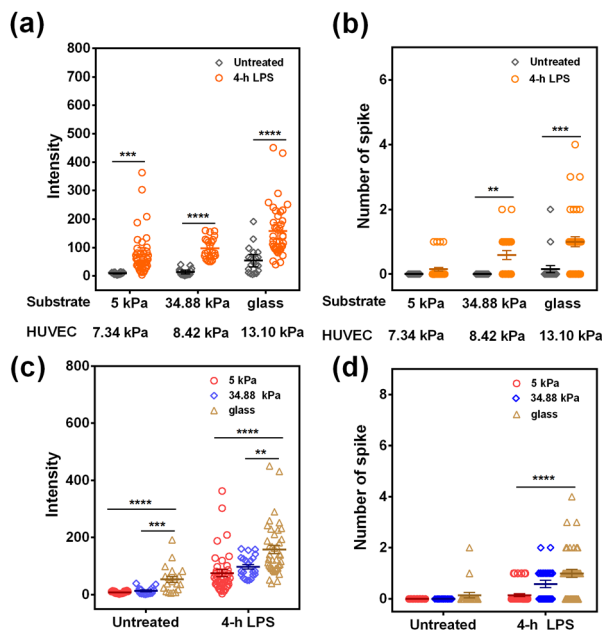 (a)
800
700
600
500
400
300
200
100
0
Intensity
Untreated
4-h LPS
***
****
****
Substrate 5 kPa 34.88 kPa glass
HUVEC 7.34 kPa 8.42 kPa 13.10 kPa
(b)
6
4
2
0
Number of spike
Untreated
4-h LPS
**
***
Substrate 5 kPa 34.88 kPa glass
HUVEC 7.34 kPa 8.42 kPa 13.10 kPa
(c)
800
600
400
200
0
Intensity
5 kPa
34.88 kPa
glass
****
**
****
***
Untreated 4-h LPS
(d)
8
6
4
2
0
Number of spike
5 kPa
34.88 kPa
glass
****
Untreated 4-h LPS